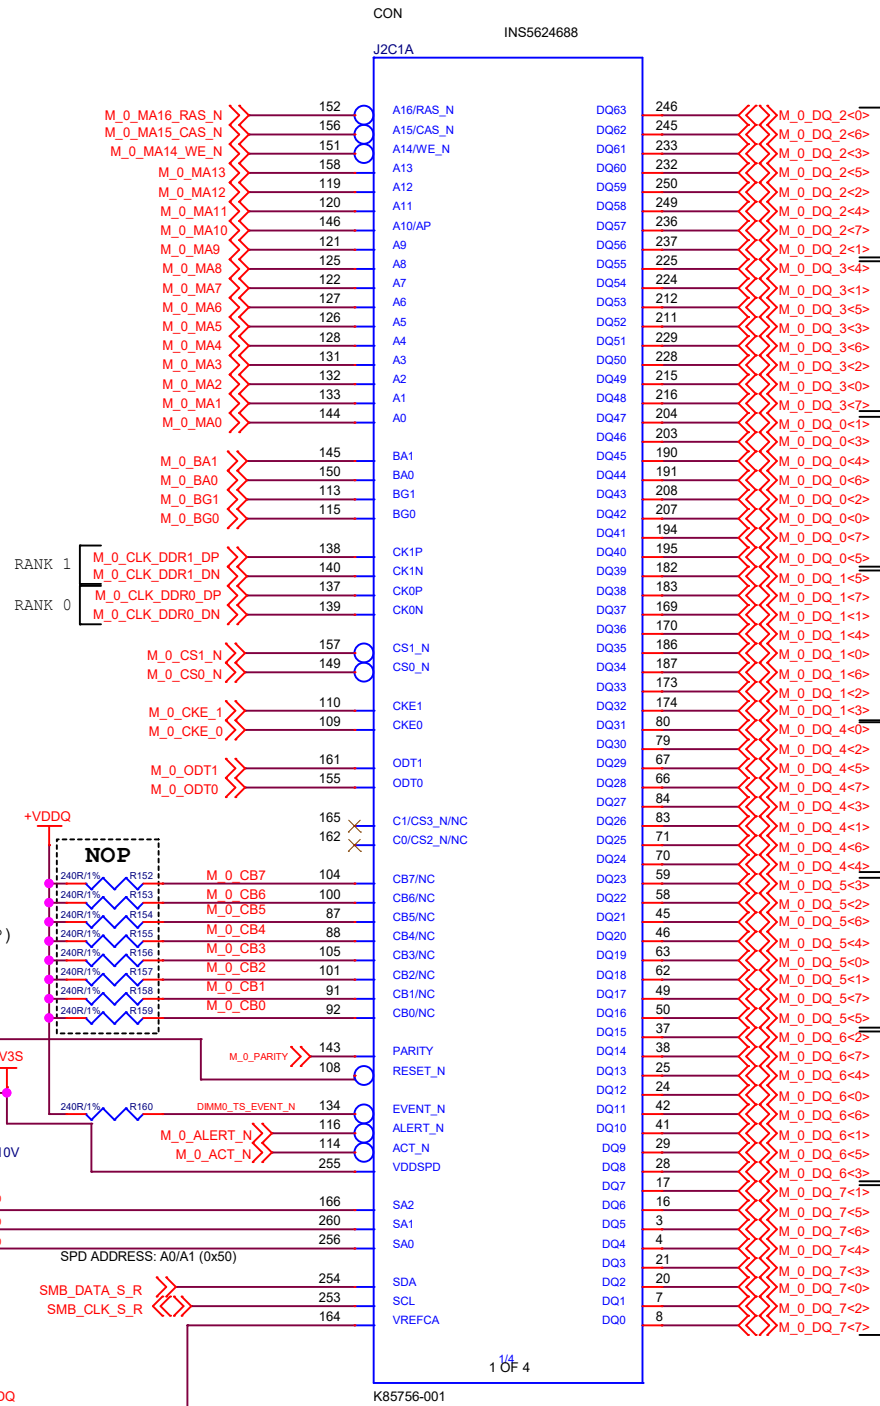 CON
INS5624688
J2C1A
M_0_MA16_RAS_N 152 A16/RAS_N DQ63 246 M_0_DQ_2<0>
M_0_MA15_CAS_N 156 A15/CAS_N DQ62 245 M_0_DQ_2<6>
M_0_MA14_WE_N 151 A14/WE_N DQ61 233 M_0_DQ_2<3>
M_0_MA13 158 A13 DQ60 232 M_0_DQ_2<5>
M_0_MA12 119 A12 DQ59 250 M_0_DQ_2<2>
M_0_MA11 120 A11 DQ58 249 M_0_DQ_2<4>
M_0_MA10 146 A10/AP DQ57 236 M_0_DQ_2<7>
M_0_MA9 121 A9 DQ56 237 M_0_DQ_2<1>
M_0_MA8 125 A8 DQ55 225 M_0_DQ_3<4>
M_0_MA7 122 A7 DQ54 224 M_0_DQ_3<1>
M_0_MA6 127 A6 DQ53 212 M_0_DQ_3<5>
M_0_MA5 126 A5 DQ52 211 M_0_DQ_3<3>
M_0_MA4 128 A4 DQ51 229 M_0_DQ_3<6>
M_0_MA3 131 A3 DQ50 228 M_0_DQ_3<2>
M_0_MA2 132 A2 DQ49 215 M_0_DQ_3<0>
M_0_MA1 133 A1 DQ48 216 M_0_DQ_3<7>
M_0_MA0 144 A0 DQ47 204 M_0_DQ_0<1>
DQ46 203 M_0_DQ_0<3>
M_0_BA1 145 BA1 DQ45 190 M_0_DQ_0<4>
M_0_BA0 150 BA0 DQ44 191 M_0_DQ_0<6>
M_0_BG1 113 BG1 DQ43 208 M_0_DQ_0<2>
M_0_BG0 115 BG0 DQ42 207 M_0_DQ_0<0>
DQ41 194 M_0_DQ_0<7>
M_0_CLK_DDR1_DP 138 CK1P DQ40 195 M_0_DQ_0<5>
RANK 1
M_0_CLK_DDR1_DN 140 CK1N DQ39 182 M_0_DQ_1<5>
M_0_CLK_DDR0_DP 137 CK0P DQ38 183 M_0_DQ_1<7>
RANK 0
M_0_CLK_DDR0_DN 139 CK0N DQ37 169 M_0_DQ_1<1>
DQ36 170 M_0_DQ_1<4>
M_0_CS1_N 157 CS1_N DQ35 186 M_0_DQ_1<0>
M_0_CS0_N 149 CS0_N DQ34 187 M_0_DQ_1<6>
DQ33 173 M_0_DQ_1<2>
M_0_CKE_1 110 CKE1 DQ32 174 M_0_DQ_1<3>
M_0_CKE_0 109 CKE0 DQ31 80 M_0_DQ_4<0>
DQ30 79 M_0_DQ_4<2>
M_0_ODT1 161 ODT1 DQ29 67 M_0_DQ_4<5>
M_0_ODT0 155 ODT0 DQ28 66 M_0_DQ_4<7>
DQ27 84 M_0_DQ_4<3>
+VDDQ
165 C1/CS3_N/NC DQ26 83 M_0_DQ_4<1>
162 C0/CS2_N/NC DQ25 71 M_0_DQ_4<6>
NOP
DQ24 70 M_0_DQ_4<4>
240R/1% R152 M_0_CB7 104 CB7/NC DQ23 59 M_0_DQ_5<3>
240R/1% R153 M_0_CB6 100 CB6/NC DQ22 58 M_0_DQ_5<2>
240R/1% R154 M_0_CB5 87 CB5/NC DQ21 45 M_0_DQ_5<6>
240R/1% R155 M_0_CB4 88 CB4/NC DQ20 46 M_0_DQ_5<4>
240R/1% R156 M_0_CB3 105 CB3/NC DQ19 63 M_0_DQ_5<0>
240R/1% R157 M_0_CB2 101 CB2/NC DQ18 62 M_0_DQ_5<1>
240R/1% R158 M_0_CB1 91 CB1/NC DQ17 49 M_0_DQ_5<7>
240R/1% R159 M_0_CB0 92 CB0/NC DQ16 50 M_0_DQ_5<5>
DQ15 37 M_0_DQ_6<2>
V3S
M_0_PARITY 143 PARITY DQ14 38 M_0_DQ_6<7>
108 RESET_N DQ13 25 M_0_DQ_6<4>
DQ12 24 M_0_DQ_6<0>
240R/1% R160 DIMM0_TS_EVENT_N 134 EVENT_N DQ11 42 M_0_DQ_6<6>
M_0_ALERT_N 116 ALERT_N DQ10 41 M_0_DQ_6<1>
M_0_ACT_N 114 ACT_N DQ9 29 M_0_DQ_6<5>
10V
255 VDDSPD DQ8 28 M_0_DQ_6<3>
DQ7 17 M_0_DQ_7<1>
166 SA2 DQ6 16 M_0_DQ_7<5>
260 SA1 DQ5 3 M_0_DQ_7<6>
256 SA0 DQ4 4 M_0_DQ_7<4>
SPD ADDRESS: A0/A1 (0x50)
DQ3 21 M_0_DQ_7<3>
SMB_DATA_S_R 254 SDA DQ2 20 M_0_DQ_7<0>
SMB_CLK_S_R 253 SCL DQ1 7 M_0_DQ_7<2>
164 VREFCA DQ0 8 M_0_DQ_7<7>
1/4
1 OF 4
DQ
K85756-001